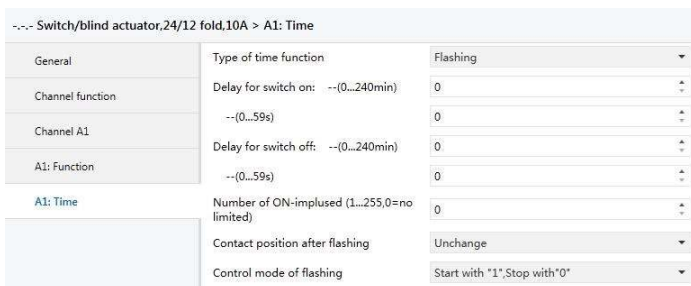 -.-.- Switch/blind actuator,24/12 fold,10A > A1: Time
General
Channel function
Channel A1
A1: Function
A1: Time
Type of time function Flashing
Delay for switch on: --(0...240min) 0
--(0...59s) 0
Delay for switch off: --(0...240min) 0
--(0...59s) 0
Number of ON-implused (1...255,0=no
limited) 0
Contact position after flashing Unchange
Control mode of flashing Start with "1",Stop with"0"